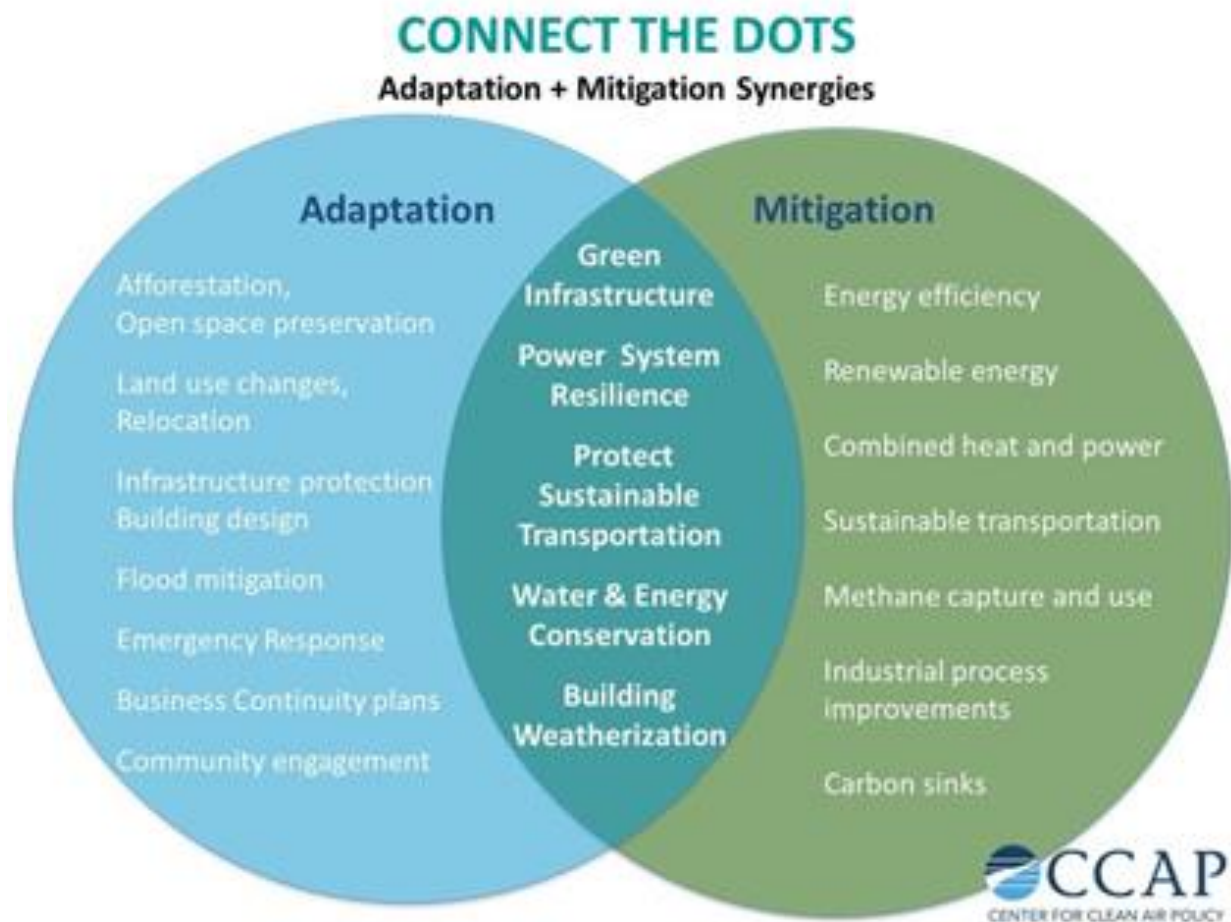 CONNECT THE DOTS
Adaptation + Mitigation Synergies
Adaptation
Afforestation,
Open space preservation
Land use changes,
Relocation
Infrastructure protection
Building design
Flood mitigation
Emergency Response
Business Continuity plans
Community engagement
Green
Infrastructure
Power System
Resilience
Protect
Sustainable
Transportation
Water & Energy
Conservation
Building
Weatherization
Mitigation
Energy efficiency
Renewable energy
Combined heat and power
Sustainable transportation
Methane capture and use
Industrial process
improvements
Carbon sinks
CCAP
CENTER FOR CLEAN AIR POLICY